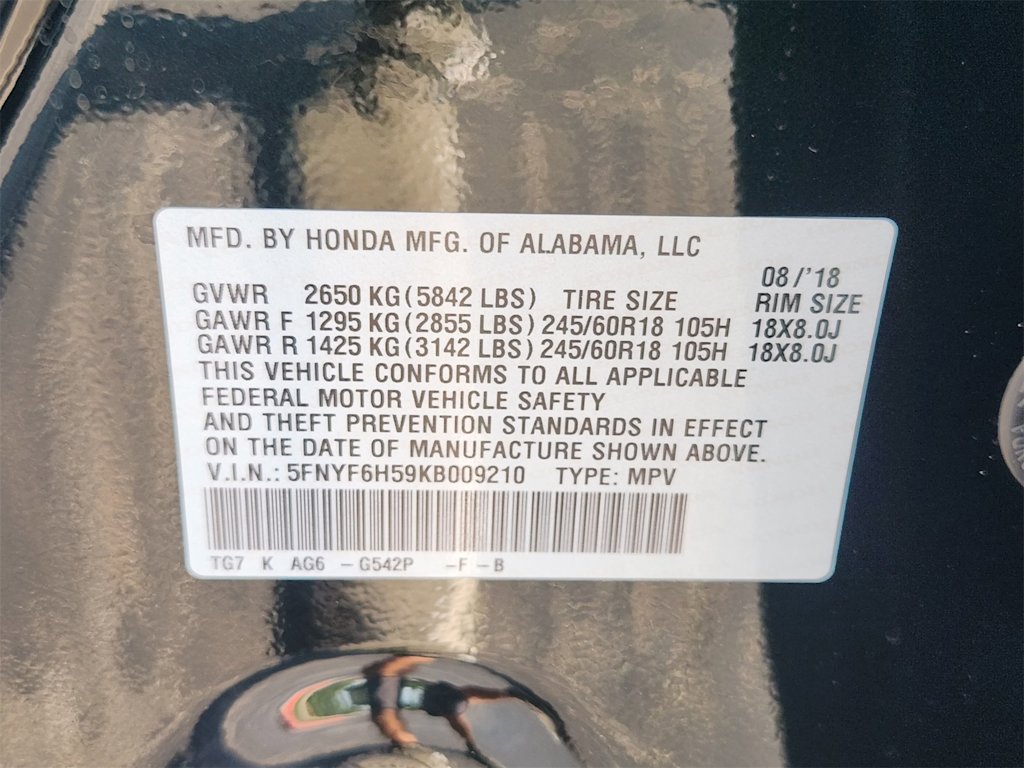 MFD. BY HONDA MFG. OF ALABAMA, LLC
08/'18
GVWR 2650 KG (5842 LBS) TIRE SIZE RIM SIZE
GAWR F 1295 KG (2855 LBS) 245/60R18 105H 18X8.0J
GAWR R 1425 KG (3142 LBS) 245/60R18 105H 18X8.0J
THIS VEHICLE CONFORMS TO ALL APPLICABLE
FEDERAL MOTOR VEHICLE SAFETY
AND THEFT PREVENTION STANDARDS IN EFFECT
ON THE DATE OF MANUFACTURE SHOWN ABOVE.
V.I.N.: 5FNYF6H59KB009210 TYPE: MPV
TG7 K AG6 -G542P -F-B